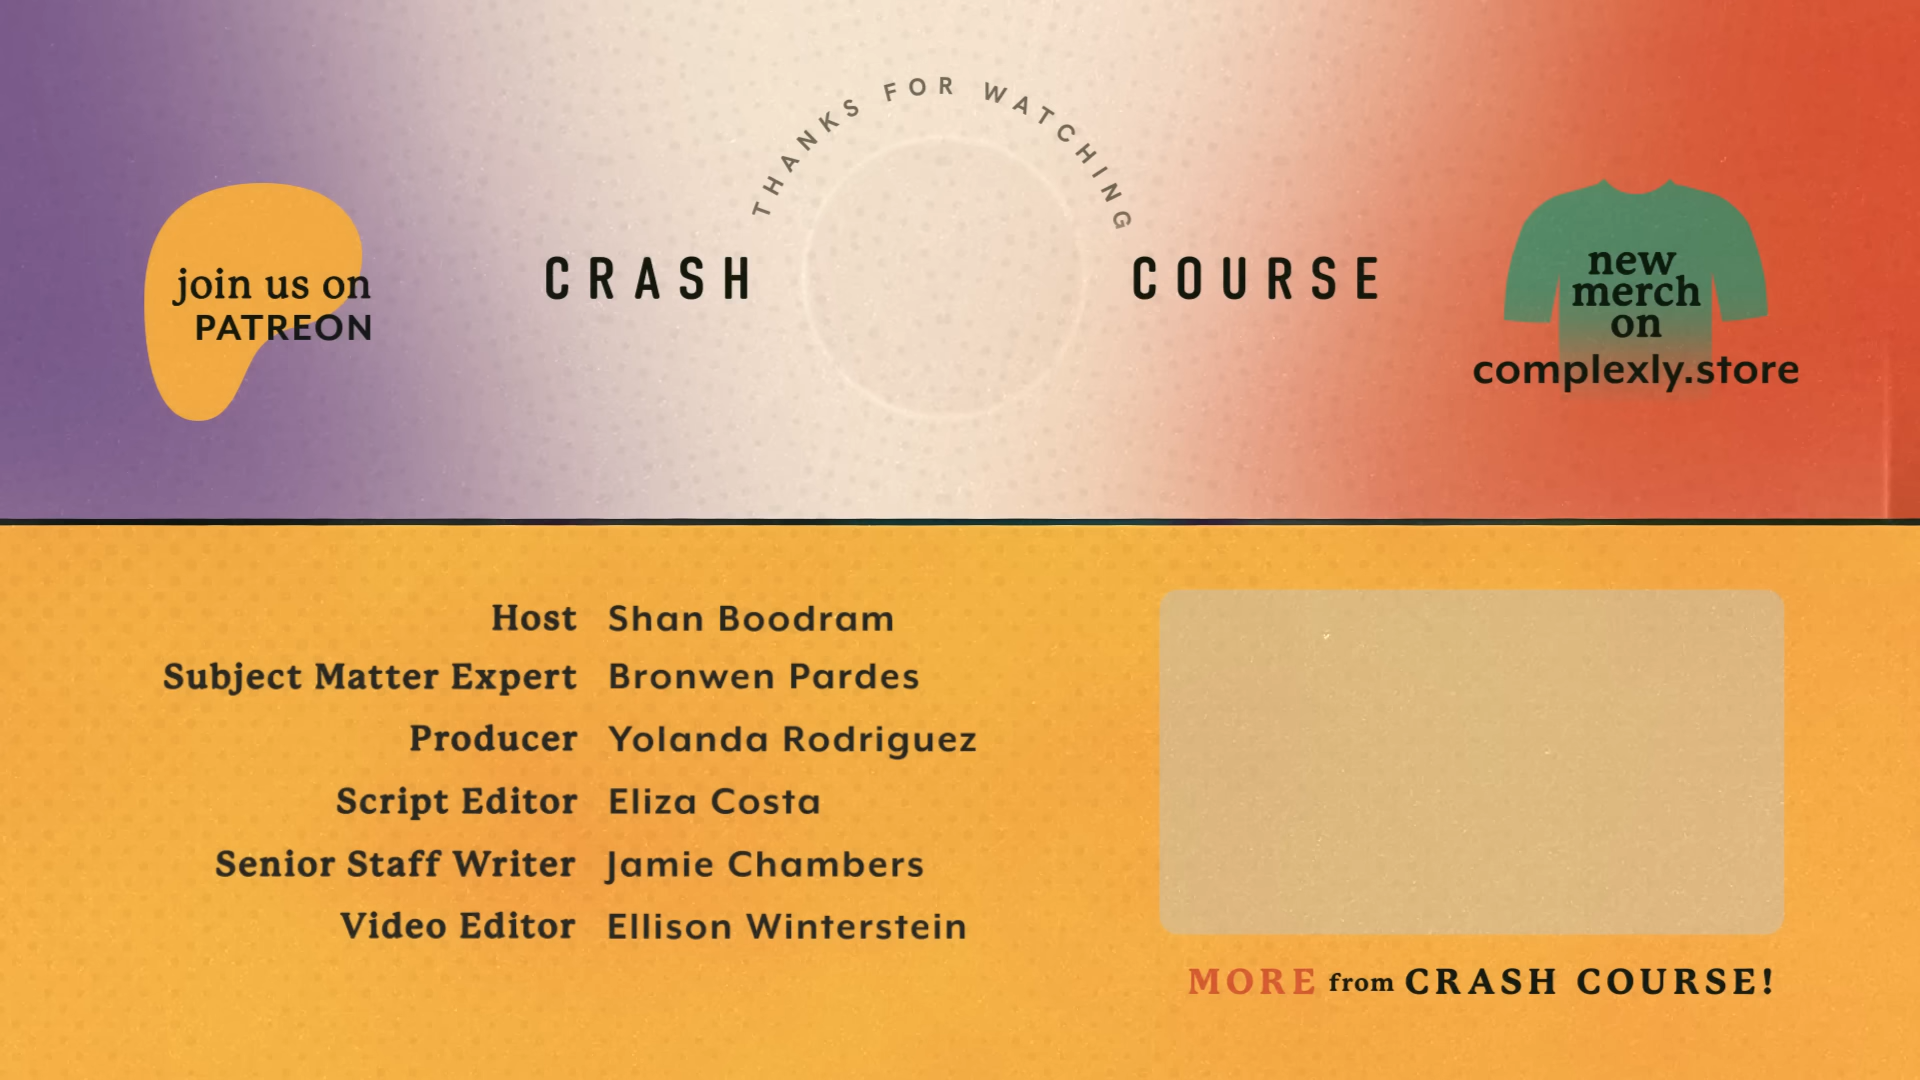 THANKS FOR WATCHING
CRASH COURSE
join us on
PATREON
new
merch
on
complexly.store
Host Shan Boodram
Subject Matter Expert Bronwen Pardes
Producer Yolanda Rodriguez
Script Editor Eliza Costa
Senior Staff Writer Jamie Chambers
Video Editor Ellison Winterstein
MORE from CRASH COURSE!